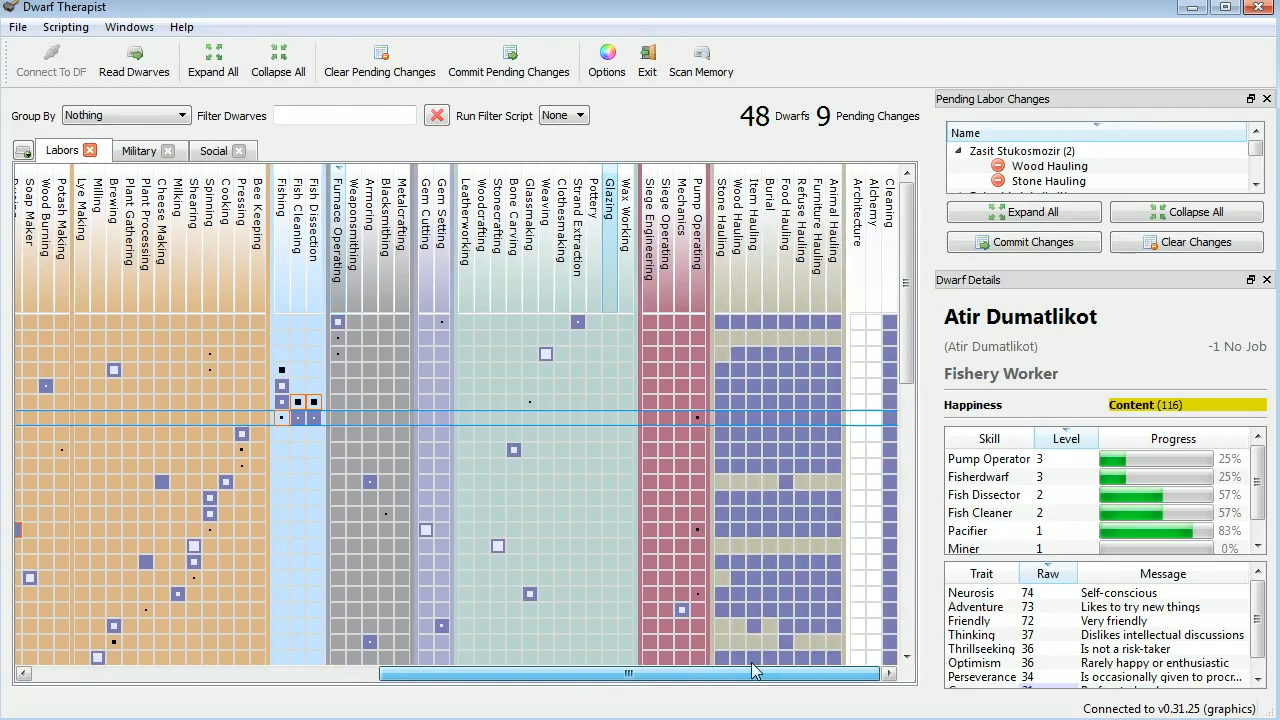 Dwarf Therapist
File Scripting Windows Help
Connect To DF Read Dwarves Expand All Collapse All Clear Pending Changes Commit Pending Changes Options Exit Scan Memory
Group By Nothing Filter Dwarves Run Filter Script None 48 Dwarfs 9 Pending Changes
Labors Military Social
Soap Maker
Wood Burning
Potash Making
Lye Making
Milling
Brewing
Plant Gathering
Plant Processing
Cheese Making
Milking
Shearing
Spinning
Cooking
Pressing
Bee Keeping
Fishing
Fish Cleaning
Fish Dissection
Furnace Operating
Weaponsmithing
Armoring
Blacksmithing
Metalcrafting
Gem Cutting
Gem Setting
Leatherworking
Woodcrafting
Stonecrafting
Bone Carving
Glassmaking
Weaving
Clothesmaking
Strand Extraction
Pottery
Glazing
Wax Working
Siege Engineering
Siege Operating
Mechanics
Pump Operating
Stone Hauling
Wood Hauling
Item Hauling
Burial
Food Hauling
Refuse Hauling
Furniture Hauling
Animal Hauling
Architecture
Alchemy
Cleaning
Pending Labor Changes
Name
Zasit Stukosmozir (2)
Wood Hauling
Stone Hauling
Expand All Collapse All
Commit Changes Clear Changes
Dwarf Details
Atir Dumatlikot
(Atir Dumatlikot) -1 No Job
Fishery Worker
Happiness Content (116)
Skill Level Progress
Pump Operator 3 25%
Fisherdwarf 3 25%
Fish Dissector 2 57%
Fish Cleaner 2 57%
Pacifier 1 83%
Miner 1 0%
Trait Raw Message
Neurosis 74 Self-conscious
Adventure 73 Likes to try new things
Friendly 72 Very friendly
Thinking 37 Dislikes intellectual discussions
Thrillseeking 36 Is not a risk-taker
Optimism 36 Rarely happy or enthusiastic
Perseverance 34 Is occasionally given to procr...
Connected to v0.31.25 (graphics)